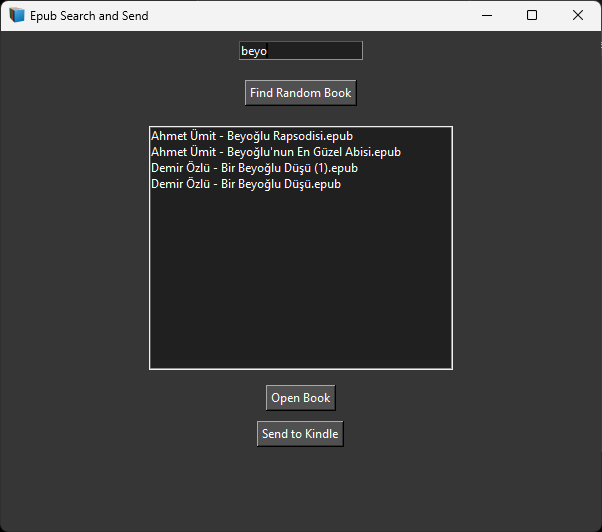 Epub Search and Send
beyo
Find Random Book
Ahmet Ümit - Beyoğlu Rapsodisi.epub
Ahmet Ümit - Beyoğlu'nun En Güzel Abisi.epub
Demir Özlü - Bir Beyoğlu Düşü (1).epub
Demir Özlü - Bir Beyoğlu Düşü.epub
Open Book
Send to Kindle